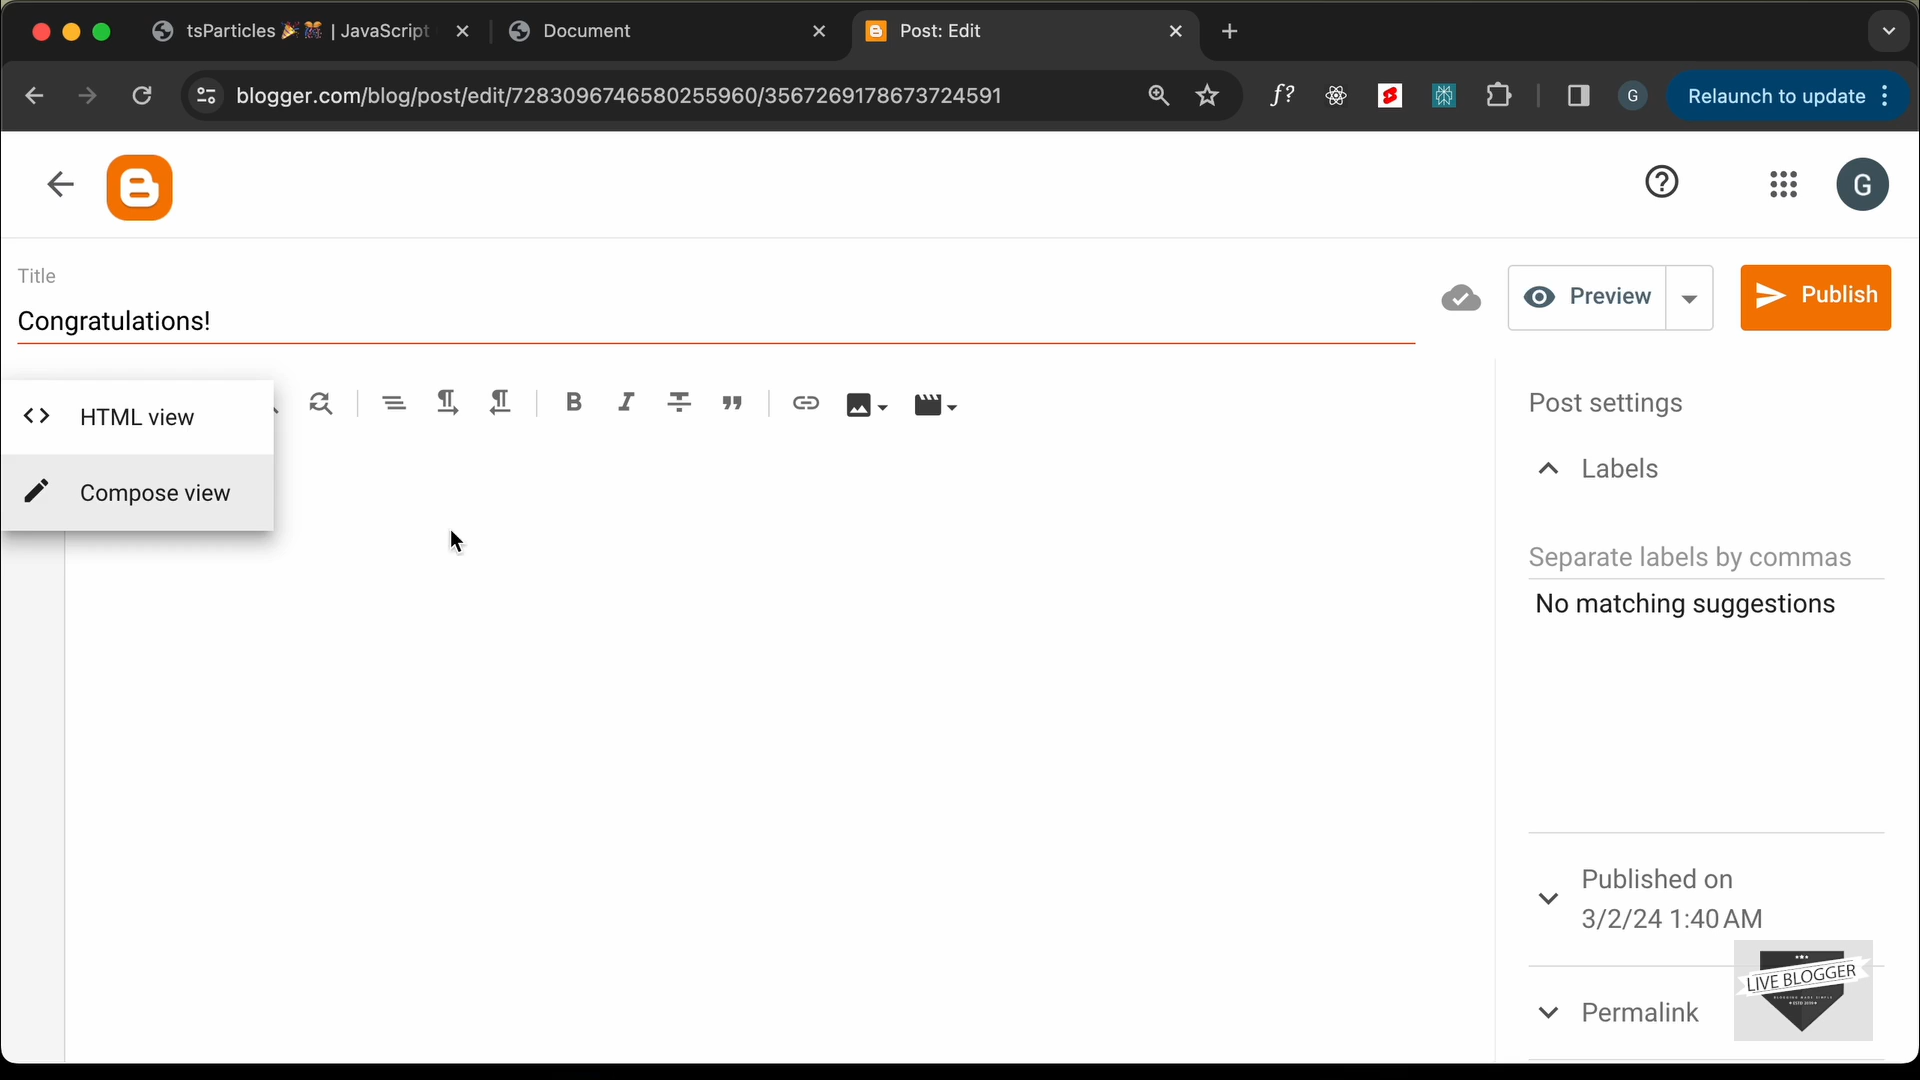 tsParticles 🎉🎊 | JavaScript
Document
Post: Edit
blogger.com/blog/post/edit/7283096746580255960/3567269178673724591
f?
G
Relaunch to update
G
Title
Congratulations!
Preview
Publish
HTML view
Compose view
Post settings
Labels
Separate labels by commas
No matching suggestions
Published on
3/2/24 1:40 AM
Permalink
LIVE BLOGGER